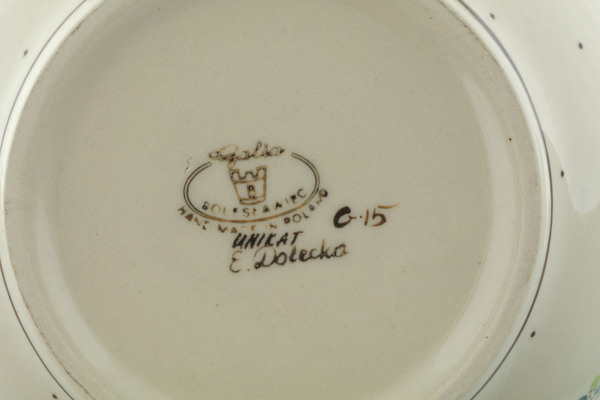 Galia
BOLESŁAWIEC
HAND MADE IN POLAND
G-15
UNIKAT
E. Dolecka